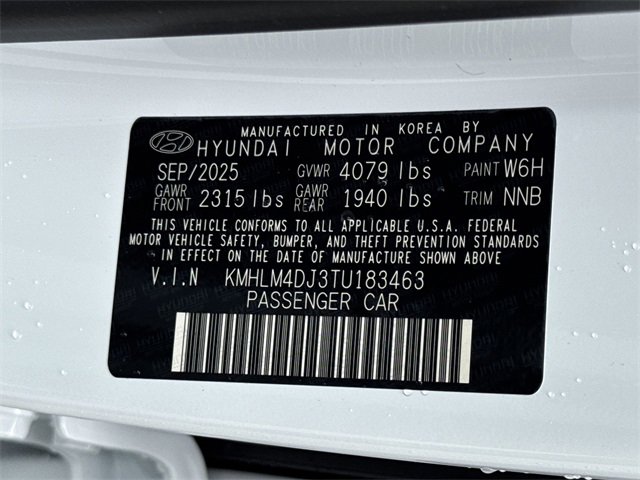 MANUFACTURED IN KOREA BY
HYUNDAI MOTOR COMPANY
SEP/2025 GVWR 4079 lbs PAINT W6H
GAWR FRONT 2315 lbs GAWR REAR 1940 lbs TRIM NNB
THIS VEHICLE CONFORMS TO ALL APPLICABLE U.S.A. FEDERAL
MOTOR VEHICLE SAFETY, BUMPER, AND THEFT PREVENTION STANDARDS
IN EFFECT ON THE DATE OF MANUFACTURE SHOWN ABOVE
V.I.N KMHLM4DJ3TU183463
PASSENGER CAR